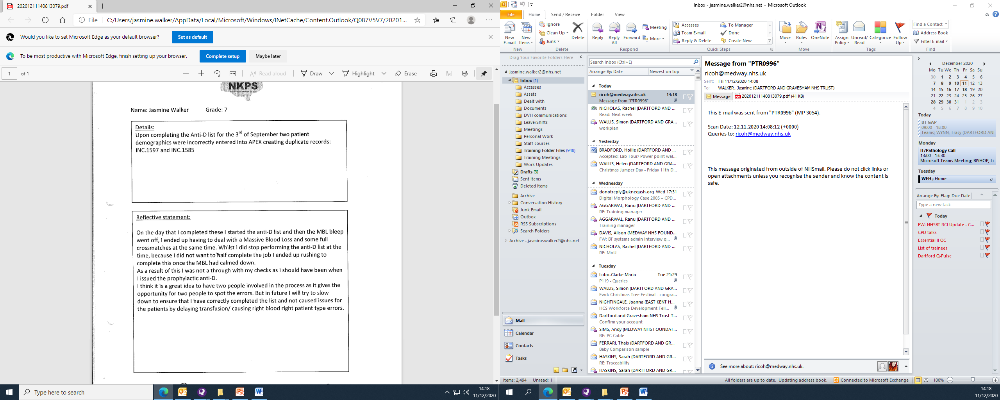 20201211140813079.pdf
File
C:/Users/jasmine.walker/AppData/Local/Microsoft/Windows/INetCache/Content.Outlook/Q087V5V7/20201...
Would you like to set Microsoft Edge as your default browser?
Set as default
To be most productive with Microsoft Edge, finish setting up your browser.
Complete setup
Maybe later
1 of 1
Read aloud
Draw
Highlight
Erase
NKPS
Name: Jasmine Walker Grade: 7
Details:
Upon completing the Anti-D list for the 3rd of September two patient
demographics were incorrectly entered into APEX creating duplicate records:
INC.1597 and INC.1585
Reflective statement:
On the day that I completed these I started the anti-D list and then the MBL bleep
went off, I ended up having to deal with a Massive Blood Loss and some full
crossmatches at the same time. Whilst I did stop performing the anti-D list at the
time, because I did not want to half complete the job I ended up rushing to
complete this once the MBL had calmed down.
As a result of this I was not a through with my checks as I should have been when
I issued the prophylactic anti-D.
I think it is a great idea to have two people involved in the process as it gives the
opportunity for two people to spot the errors. But in future I will try to slow
down to ensure that I have correctly completed the list and not caused issues for
the patients by delaying transfusion/ causing right blood right patient type errors.
Type here to search
14:18
11/12/2020
Inbox - jasmine.walker2@nhs.net - Microsoft Outlook
File
Home
Send / Receive
Folder
View
New E-mail
New Items
New
Ignore
Clean Up
Junk
Delete
Delete
Reply
Reply All
Forward
Meeting
More
Respond
Accesses
Team E-mail
Reply & Delete
To Manager
Done
Create New
Quick Steps
Move
Rules
OneNote
Move
Assign Policy
Unread/ Read
Categorize
Follow Up
Tags
Find a Contact
Address Book
Filter E-mail
Find
Drag Your Favorite Folders Here
jasmine.walker2@nhs.net
Inbox (1)
Accesses
Assets
Dealt with
Documents
DVH communications
Leave/Shifts
Meetings
Personal Work
Staff courses
Training Folder Files (948)
Training Meetings
Work Updates
Drafts [3]
Sent Items
Deleted Items
Archive
Conversation History
Junk Email
Outbox
RSS Subscriptions
Search Folders
Archive - jasmine.walker2@nhs.net
Mail
Calendar
Contacts
Tasks
Search Inbox (Ctrl+E)
Arrange By: Date
Newest on top
Today
ricoh@medway.nhs.uk 14:18
Message from "PTR0996"
NICHOLAS, Rachel (DARTFORD AND ...
Read: Next week
WALLIS, Simon (DARTFORD AND GRA...
workplan
Yesterday
BRADFORD, Hollie (DARTFORD AND ...
Accepted: Lab Tour/ Power point wal...
WALLIS, Helen (DARTFORD AND GRA...
Christmas Jumper Day - Friday 11th D...
Wednesday
donotreply@ukneqash.org Wed 17:31
Digital Morphology Case 2005 – CPD...
AGGARWAL, Ranu (DARTFORD AND ...
RE: Training manager
AGGARWAL, Ranu (DARTFORD AND ...
Training manager
DAVIS, Alison (MEDWAY NHS FOUND...
FW: BT systems admin interview q...
NICHOLAS, Rachel (DARTFORD AND ...
RE: MoU
Tuesday
Lobo-Clarke Maria Tue 21:29
P119 - Queries
WALLIS, Simon (DARTFORD AND GRA...
Fwd: Christmas Tree Festival - congra...
NIGHTINGALE, Joanna (EAST KENT H...
HCS Workforce Development Fell...
Dartford and Gravesham NHS Trust T...
Confirm your account
SIMS, Andy (MEDWAY NHS FOUNDAT...
RE: PC Cable
FERRARI, Thais (DARTFORD AND GR...
Baby Comparison sample
HASKINS, Sarah (DARTFORD AND GR...
RE: Traceability
HASKINS, Sarah (DARTFORD AND GR...
Message from "PTR0996"
ricoh@medway.nhs.uk
Sent: Fri 11/12/2020 14:08
To: WALKER, Jasmine (DARTFORD AND GRAVESHAM NHS TRUST)
Message
20201211140813079.pdf (41 KB)
This E-mail was sent from "PTR0996" (MP 3054).
Scan Date: 12.11.2020 14:08:12 (+0000)
Queries to: ricoh@medway.nhs.uk
This message originated from outside of NHSmail. Please do not click links or
open attachments unless you recognise the sender and know the content is
safe.
See more about: ricoh@medway.nhs.uk.
December 2020
Mo Tu We Th Fr Sa Su
30 1 2 3 4 5 6
7 8 9 10 11 12 13
14 15 16 17 18 19 20
21 22 23 24 25 26 27
28 29 30 31 1 2 3
4 5 6 7 8 9 10
Today
BT GAP
09:00 - 18:00
Teams; WYNN, Tracy (DARTFORD ANI
Monday
IT/Pathology Call
13:00 - 13:30
Microsoft Teams Meeting; BISHOP, Li
Tuesday
WFH ; Home
Arrange By: Flag: Due Date
Type a new task
Today
FW: NHSBT RCI Update - C...
CPD talks
Essential II QC
List of trainees
Dartford Q-Pulse
Items: 2,494 Unread: 1
All folders are up to date. Updating address book. Connected to Microsoft Exchange 100%
14:18
11/12/2020